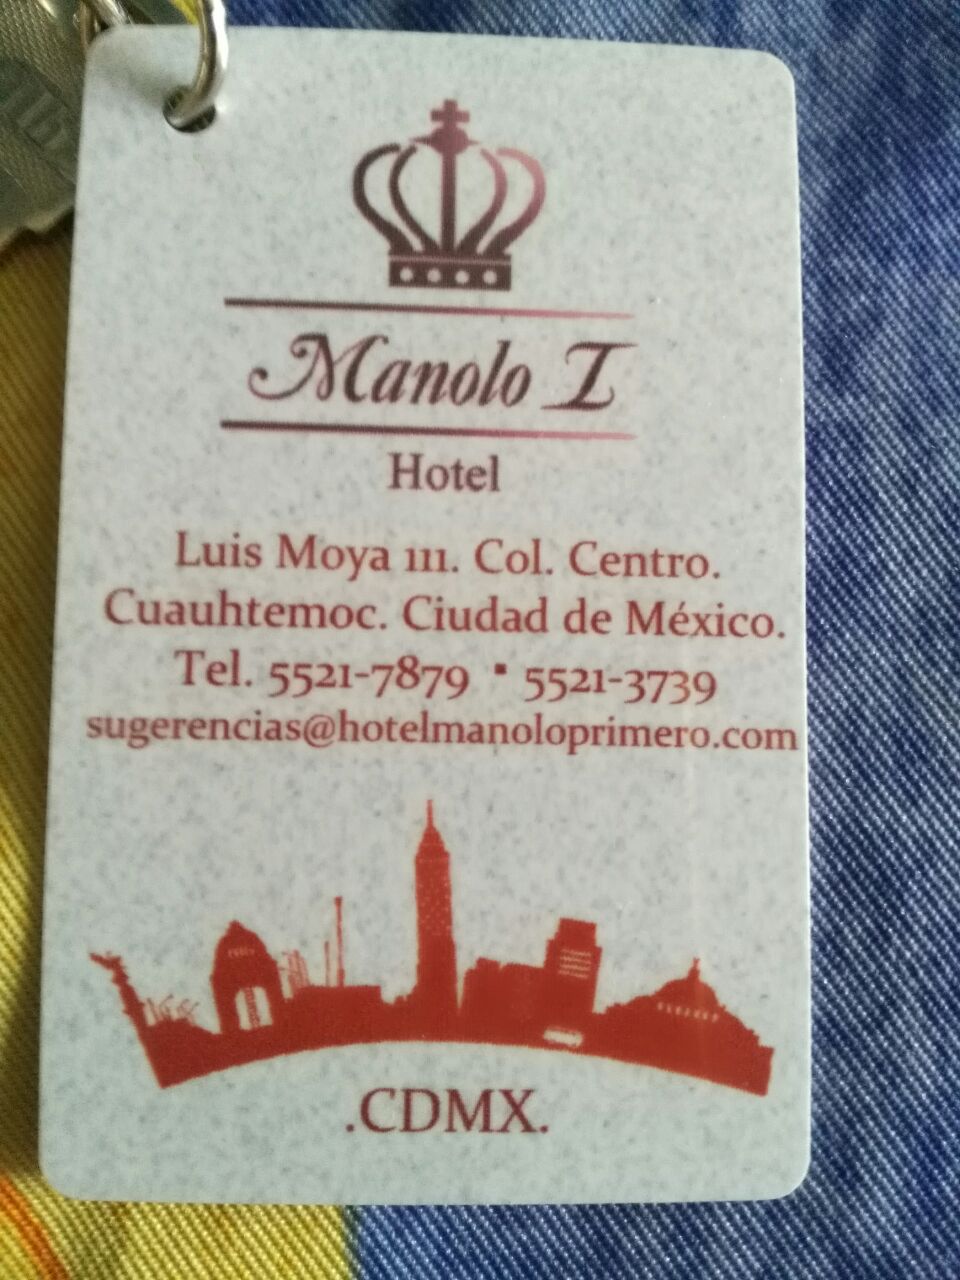 Manolo I
Hotel
Luis Moya 111. Col. Centro.
Cuauhtemoc. Ciudad de México.
Tel. 5521-7879 ▪ 5521-3739
sugerencias@hotelmanoloprimero.com
.CDMX.